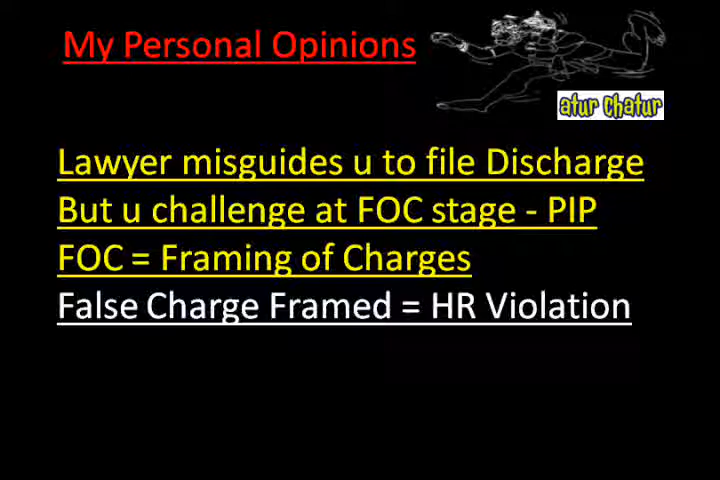 My Personal Opinions
atur chatur
Lawyer misguides u to file Discharge
But u challenge at FOC stage - PIP
FOC = Framing of Charges
False Charge Framed = HR Violation